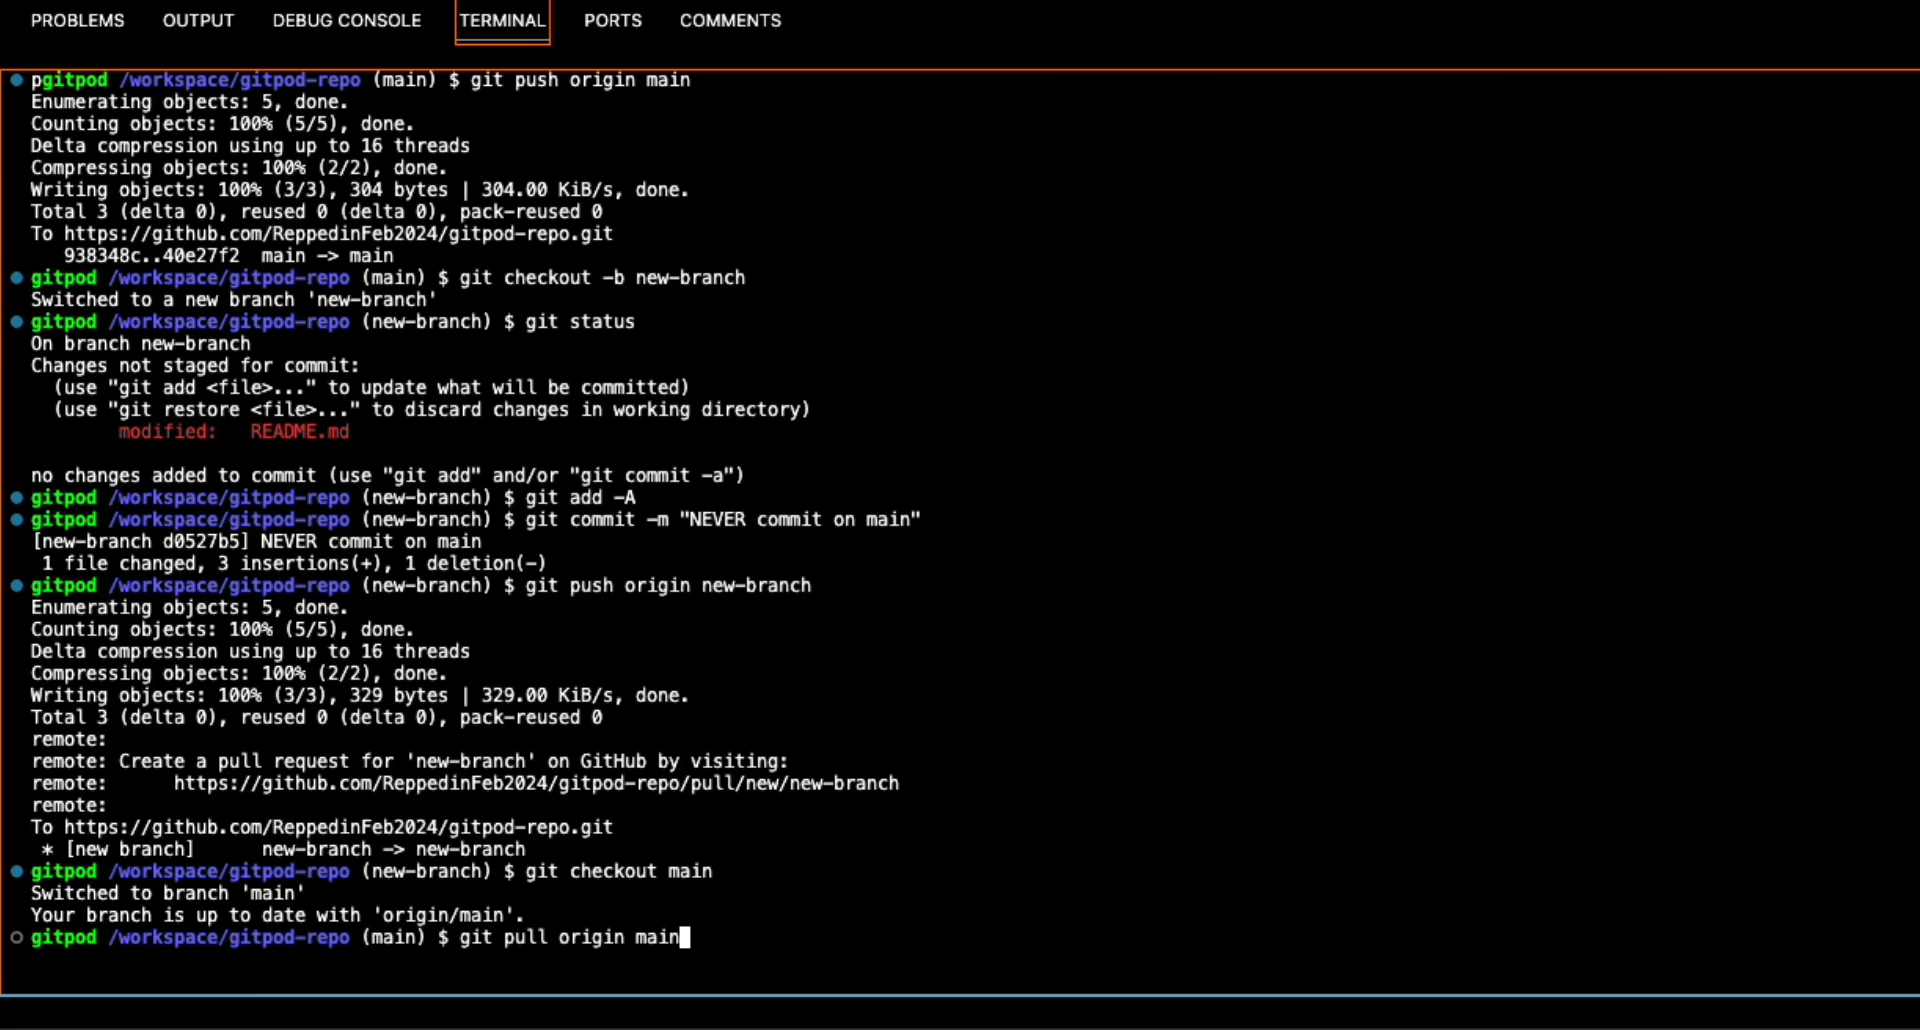 PROBLEMS OUTPUT DEBUG CONSOLE TERMINAL PORTS COMMENTS
pgitpod /workspace/gitpod-repo (main) $ git push origin main
Enumerating objects: 5, done.
Counting objects: 100% (5/5), done.
Delta compression using up to 16 threads
Compressing objects: 100% (2/2), done.
Writing objects: 100% (3/3), 304 bytes | 304.00 KiB/s, done.
Total 3 (delta 0), reused 0 (delta 0), pack-reused 0
To https://github.com/ReppedinFeb2024/gitpod-repo.git
   938348c..40e27f2  main -> main
gitpod /workspace/gitpod-repo (main) $ git checkout -b new-branch
Switched to a new branch 'new-branch'
gitpod /workspace/gitpod-repo (new-branch) $ git status
On branch new-branch
Changes not staged for commit:
  (use "git add <file>..." to update what will be committed)
  (use "git restore <file>..." to discard changes in working directory)
        modified:   README.md
no changes added to commit (use "git add" and/or "git commit -a")
gitpod /workspace/gitpod-repo (new-branch) $ git add -A
gitpod /workspace/gitpod-repo (new-branch) $ git commit -m "NEVER commit on main"
[new-branch d0527b5] NEVER commit on main
 1 file changed, 3 insertions(+), 1 deletion(-)
gitpod /workspace/gitpod-repo (new-branch) $ git push origin new-branch
Enumerating objects: 5, done.
Counting objects: 100% (5/5), done.
Delta compression using up to 16 threads
Compressing objects: 100% (2/2), done.
Writing objects: 100% (3/3), 329 bytes | 329.00 KiB/s, done.
Total 3 (delta 0), reused 0 (delta 0), pack-reused 0
remote:
remote: Create a pull request for 'new-branch' on GitHub by visiting:
remote:      https://github.com/ReppedinFeb2024/gitpod-repo/pull/new/new-branch
remote:
To https://github.com/ReppedinFeb2024/gitpod-repo.git
 * [new branch]      new-branch -> new-branch
gitpod /workspace/gitpod-repo (new-branch) $ git checkout main
Switched to branch 'main'
Your branch is up to date with 'origin/main'.
gitpod /workspace/gitpod-repo (main) $ git pull origin main